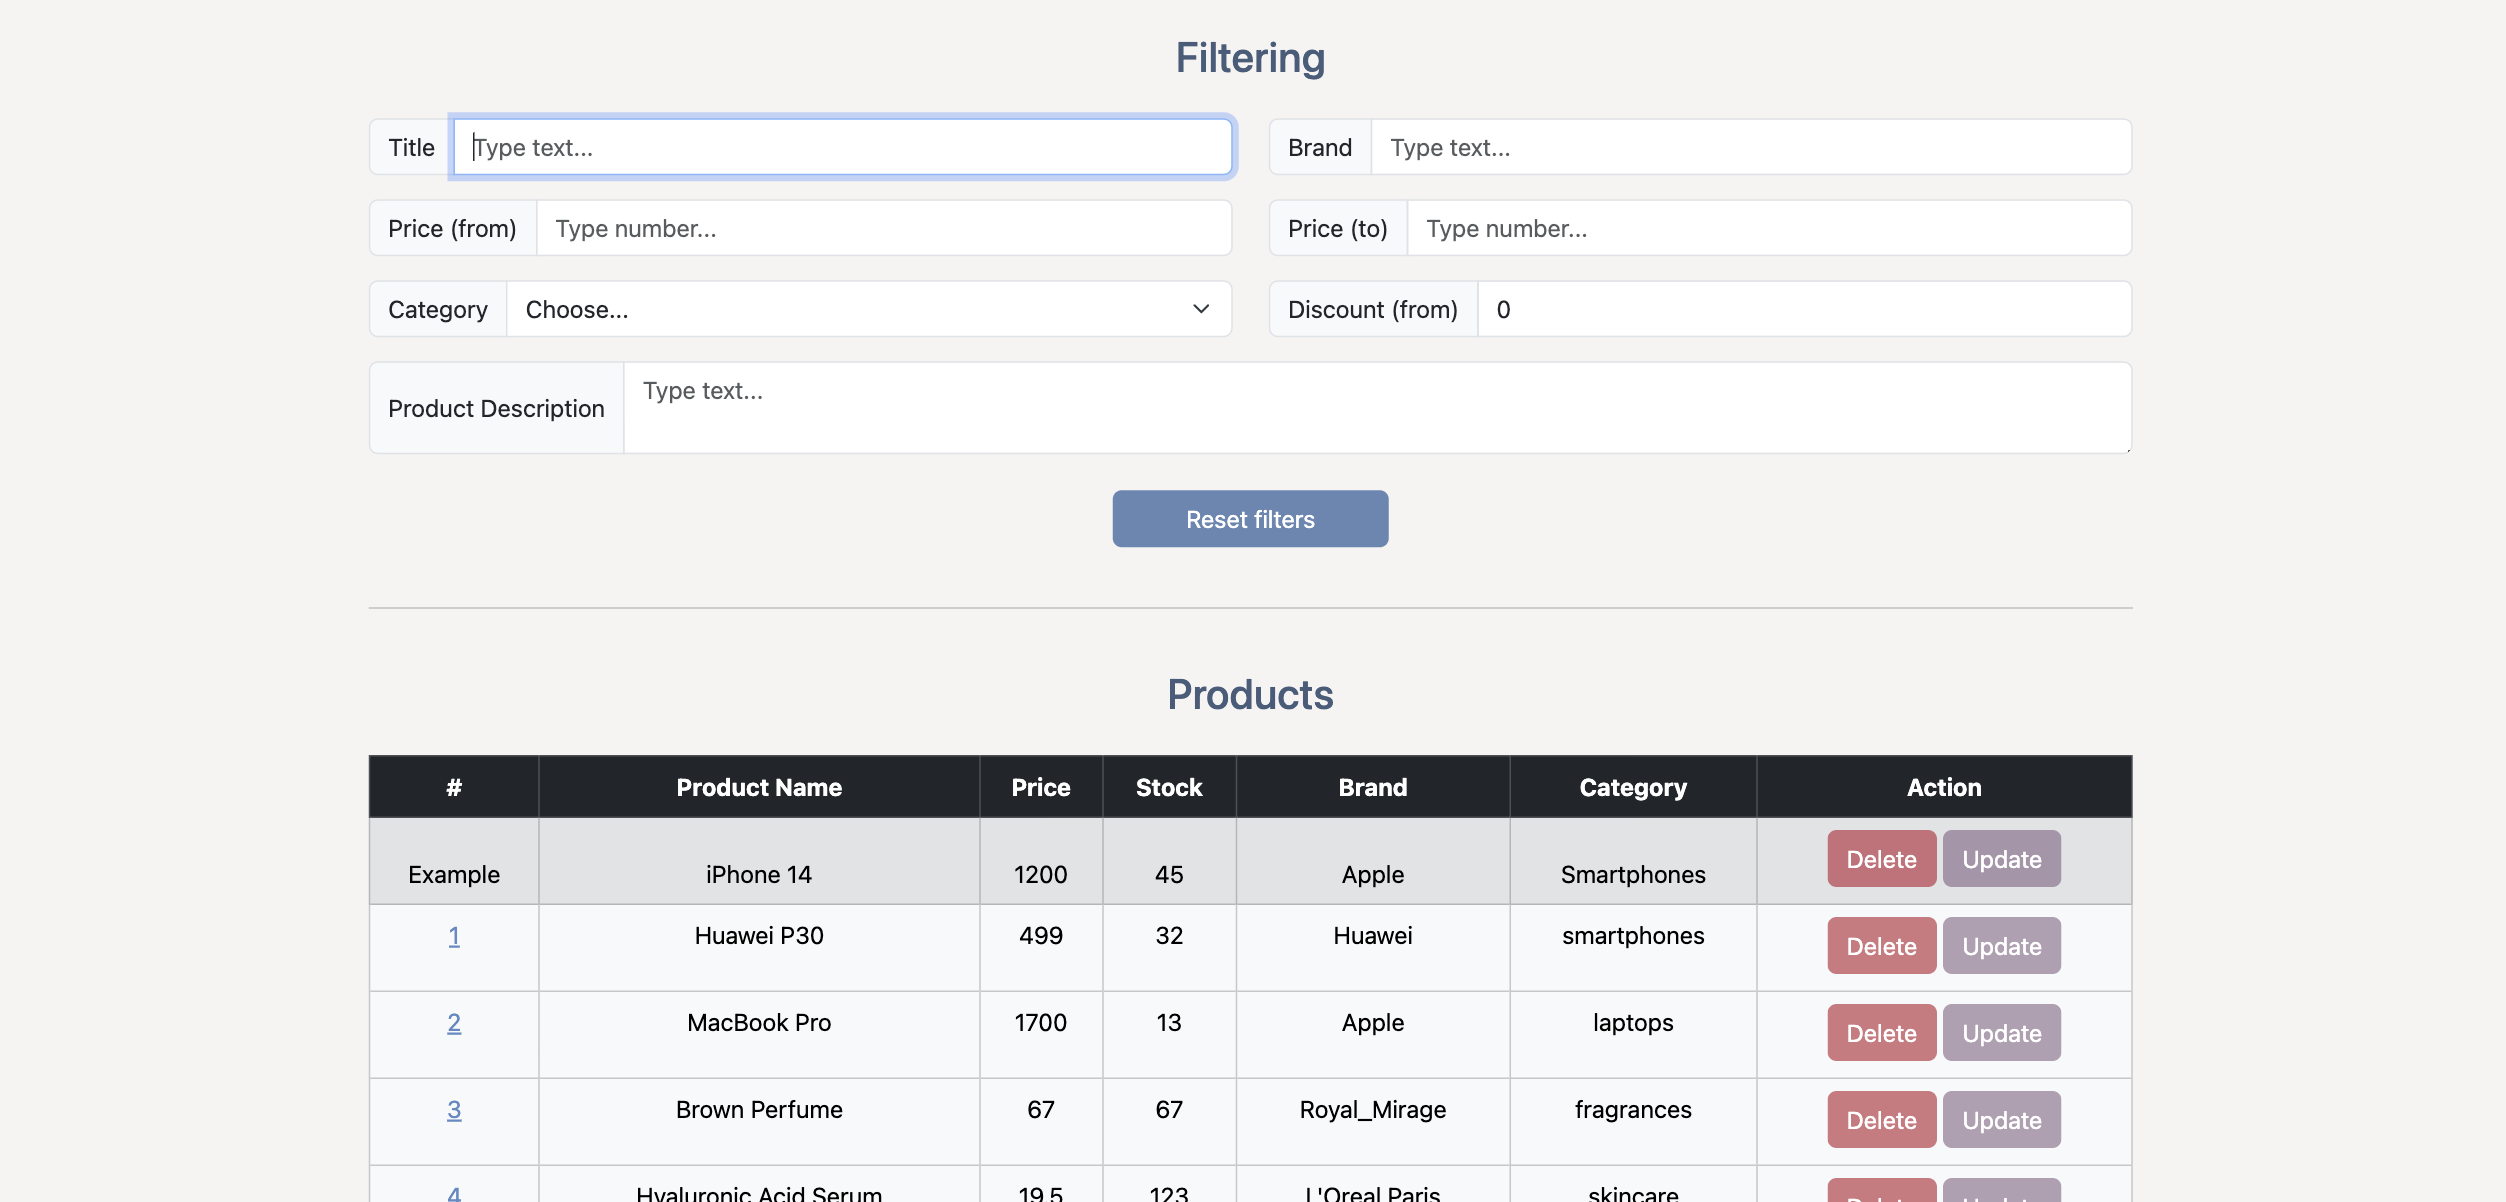 Filtering
Title Type text... Brand Type text...
Price (from) Type number... Price (to) Type number...
Category Choose... Discount (from) 0
Product Description Type text...
Reset filters
Products
# Product Name Price Stock Brand Category Action
Example iPhone 14 1200 45 Apple Smartphones Delete Update
1 Huawei P30 499 32 Huawei smartphones Delete Update
2 MacBook Pro 1700 13 Apple laptops Delete Update
3 Brown Perfume 67 67 Royal_Mirage fragrances Delete Update
4 Hyaluronic Acid Serum 19.5 123 L'Oreal Paris skincare Delete Update